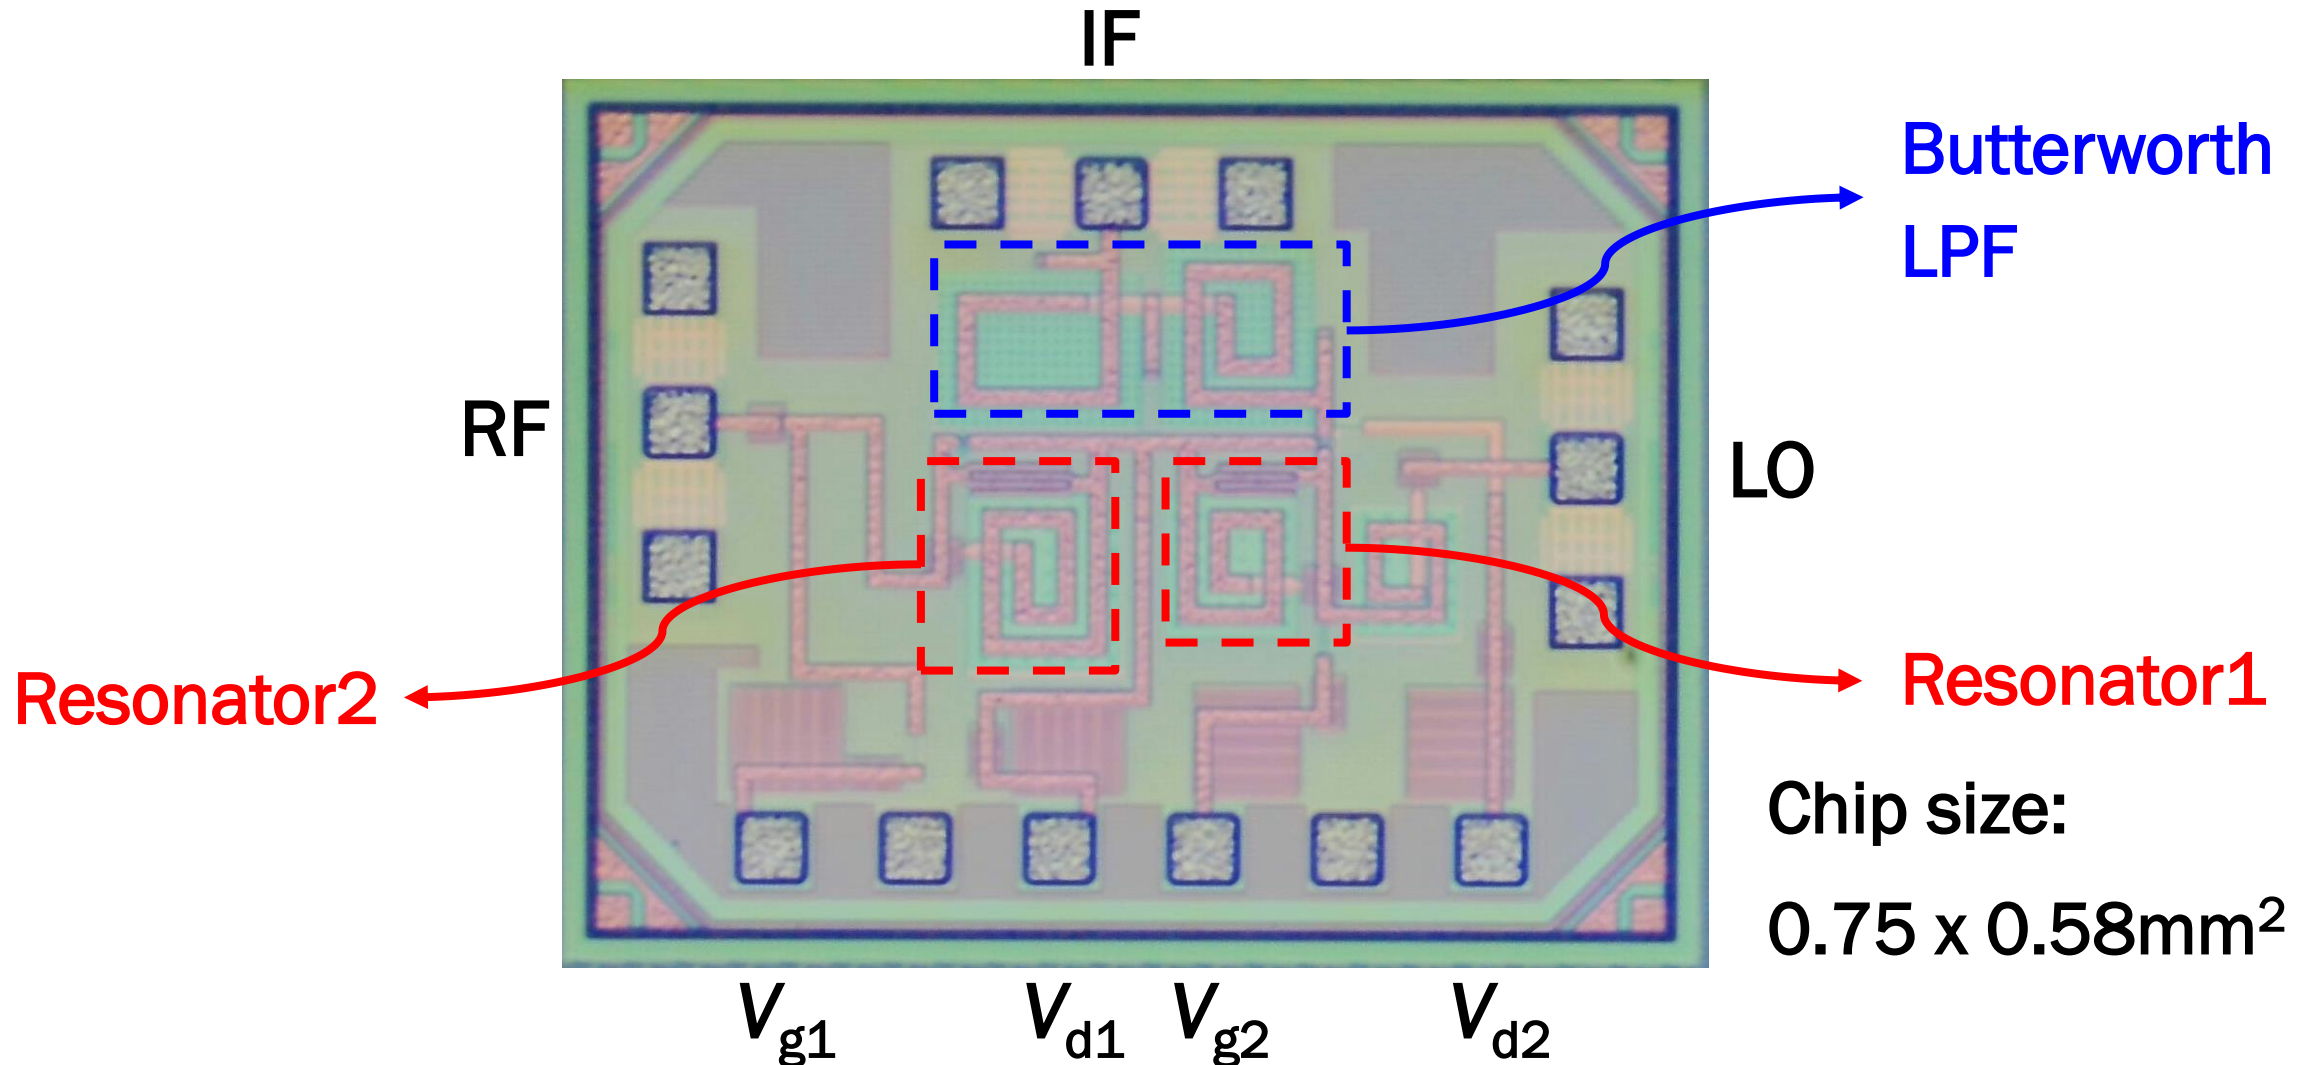 IF
Butterworth
LPF
RF
LO
Resonator2
Resonator1
Chip size:
0.75 x 0.58mm²
Vg1
Vd1
Vg2
Vd2